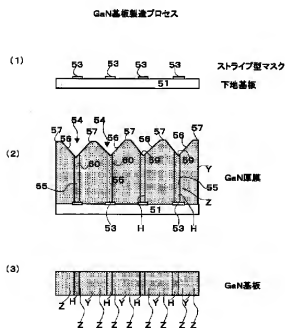 GaN基板製造プロセス
(1)
53 53 53 53
ストライプ型マスク
51
下地基板
(2)
57 56 54 57 54 56 57 56 57 56 57
60 60 59 59 Y
55 55 55
Z
GaN厚膜
H H
51
53 H H 53
(3)
GaN基板
Z H Y H Y H Y H Y Z
Z Z Z Z Z Z Z